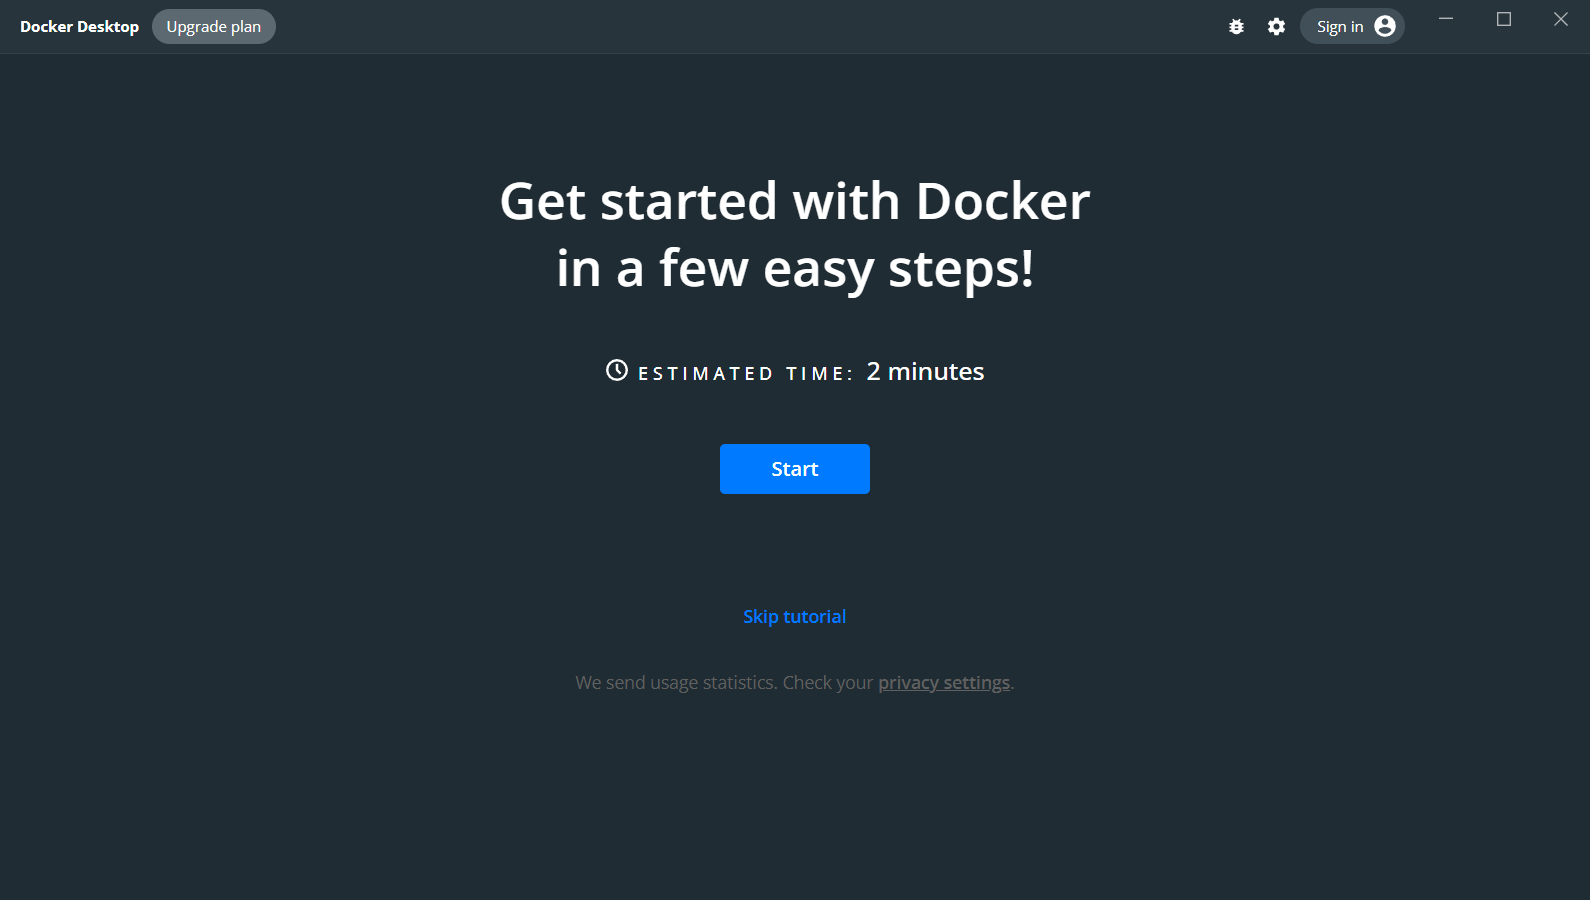 Docker Desktop Upgrade plan Sign in
Get started with Docker
in a few easy steps!
ESTIMATED TIME: 2 minutes
Start
Skip tutorial
We send usage statistics. Check your privacy settings.